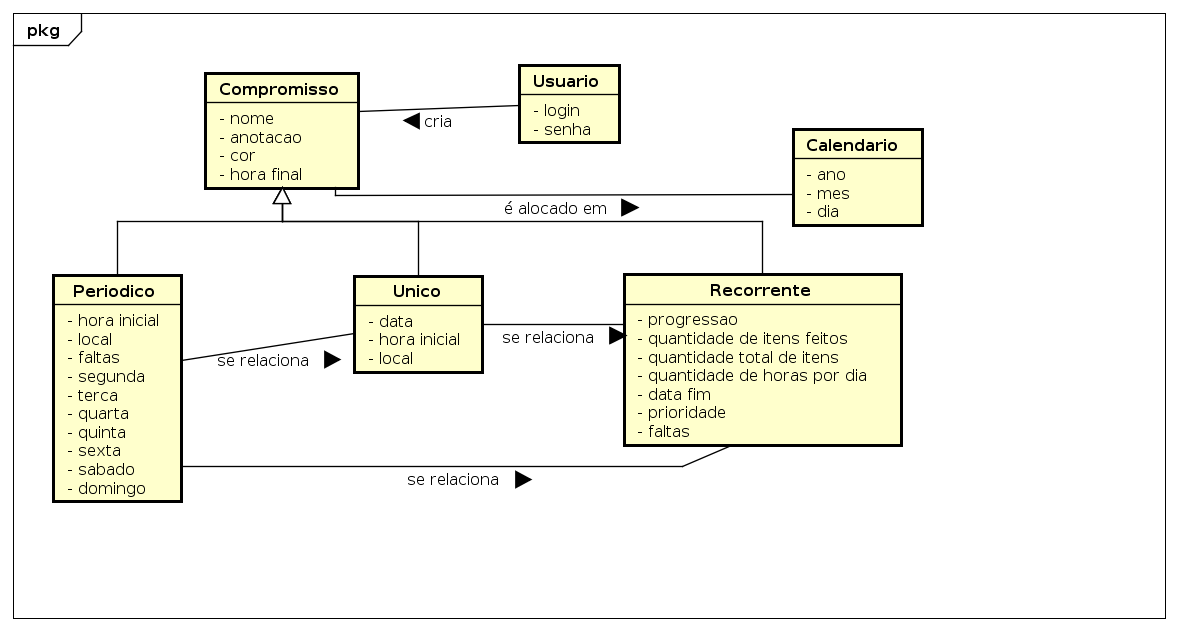 pkg
Compromisso
- nome
- anotacao
- cor
- hora final
Usuario
- login
- senha
cria
Calendario
- ano
- mes
- dia
é alocado em
Periodico
- hora inicial
- local
- faltas
- segunda
- terca
- quarta
- quinta
- sexta
- sabado
- domingo
se relaciona
Unico
- data
- hora inicial
- local
se relaciona
Recorrente
- progressao
- quantidade de itens feitos
- quantidade total de itens
- quantidade de horas por dia
- data fim
- prioridade
- faltas
se relaciona